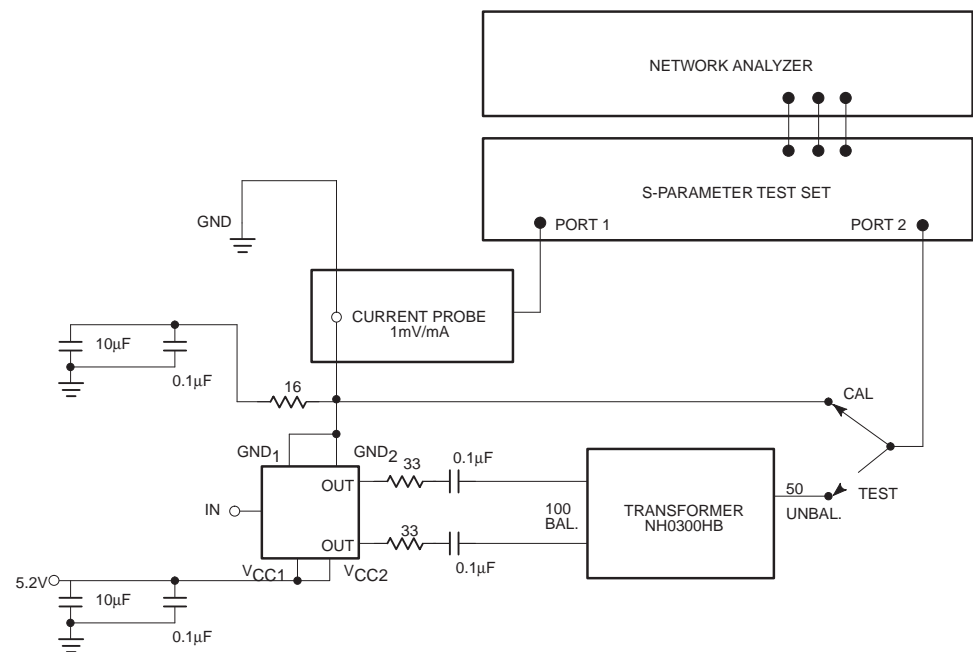 NETWORK ANALYZER
S-PARAMETER TEST SET
PORT 1
PORT 2
GND
CURRENT PROBE
1mV/mA
10µF
0.1µF
16
CAL
GND1
GND2
33
0.1µF
OUT
IN
OUT
33
0.1µF
100
BAL.
TRANSFORMER
NH0300HB
50
UNBAL.
TEST
5.2V
VCC1
VCC2
10µF
0.1µF